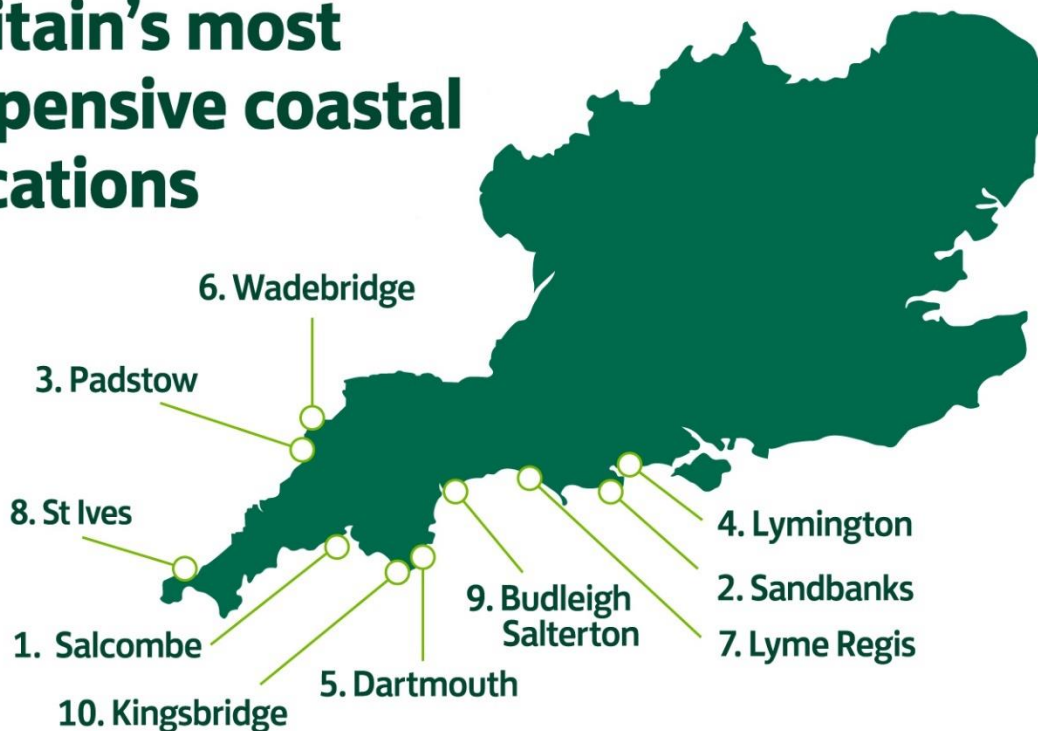 itain's most
pensive coastal
cations
6. Wadebridge
3. Padstow
8. St Ives
4. Lymington
2. Sandbanks
9. Budleigh
Salterton
7. Lyme Regis
1. Salcombe
5. Dartmouth
10. Kingsbridge